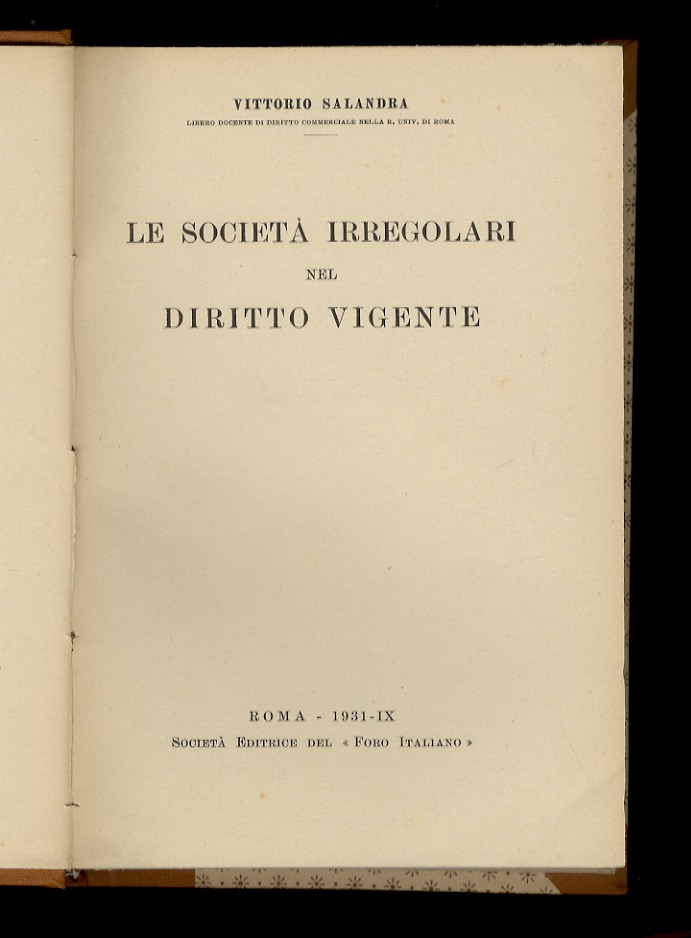 VITTORIO SALANDRA
LIBERO DOCENTE DI DIRITTO COMMERCIALE NELLA R. UNIV. DI ROMA
LE SOCIETÀ IRREGOLARI
NEL
DIRITTO VIGENTE
ROMA - 1931-IX
SOCIETÀ EDITRICE DEL « FORO ITALIANO »